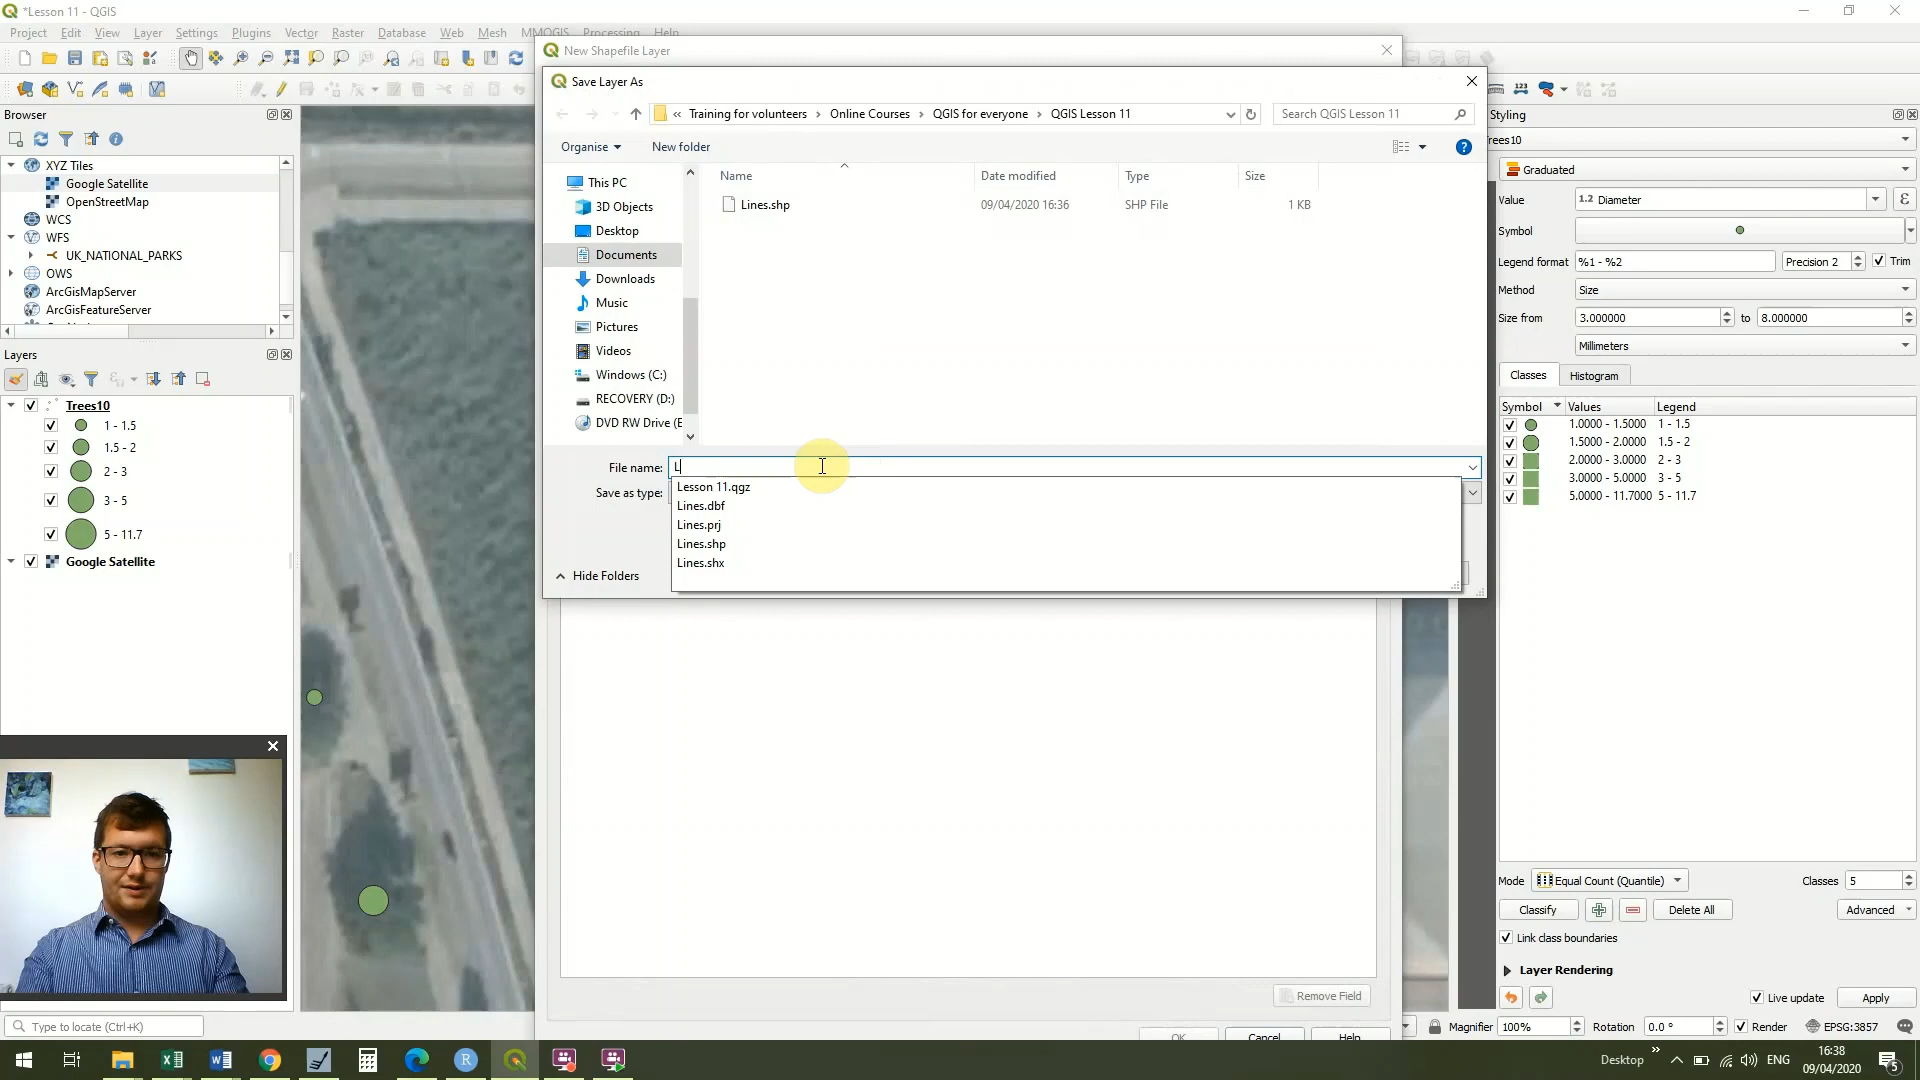 *Lesson 11 - QGIS
Project Edit View Layer Settings Plugins Vector Raster Database Web Mesh MMQGIS Processing Help
New Shapefile Layer
Save Layer As
« Training for volunteers › Online Courses › QGIS for everyone › QGIS Lesson 11
Search QGIS Lesson 11
Organise
New folder
This PC
3D Objects
Desktop
Documents
Downloads
Music
Pictures
Videos
Windows (C:)
RECOVERY (D:)
DVD RW Drive (E
Name Date modified Type Size
Lines.shp 09/04/2020 16:36 SHP File 1 KB
File name: L
Save as type:
Lesson 11.qgz
Lines.dbf
Lines.prj
Lines.shp
Lines.shx
Hide Folders
Remove Field
OK Cancel Help
Browser
XYZ Tiles
Google Satellite
OpenStreetMap
WCS
WFS
UK_NATIONAL_PARKS
OWS
ArcGisMapServer
ArcGisFeatureServer
Layers
Trees10
1 - 1.5
1.5 - 2
2 - 3
3 - 5
5 - 11.7
Google Satellite
Type to locate (Ctrl+K)
Styling
Trees10
Graduated
Value 1.2 Diameter
Symbol
Legend format %1 - %2 Precision 2 Trim
Method Size
Size from 3.000000 to 8.000000
Millimeters
Classes Histogram
Symbol Values Legend
1.0000 - 1.5000 1 - 1.5
1.5000 - 2.0000 1.5 - 2
2.0000 - 3.0000 2 - 3
3.0000 - 5.0000 3 - 5
5.0000 - 11.7000 5 - 11.7
Mode Equal Count (Quantile) Classes 5
Classify Delete All Advanced
Link class boundaries
Layer Rendering
Live update Apply
Magnifier 100% Rotation 0.0 ° Render EPSG:3857
Desktop » ENG 16:38
09/04/2020 5